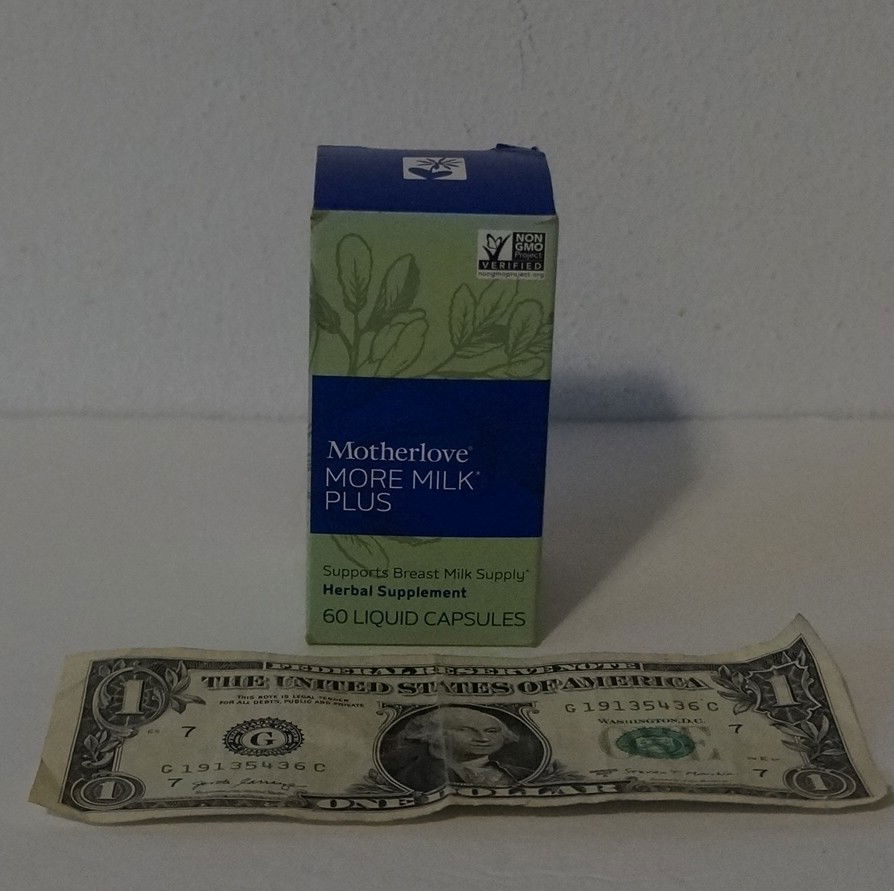 NON
GMO
Project
VERIFIED
nongmoproject.org
Motherlove®
MORE MILK*
PLUS
Supports Breast Milk Supply*
Herbal Supplement
60 LIQUID CAPSULES
FEDERAL RESERVE NOTE
THE UNITED STATES OF AMERICA
1
1
THIS NOTE IS LEGAL TENDER
FOR ALL DEBTS, PUBLIC AND PRIVATE
G 19135436 C
WASHINGTON, D.C.
7
7
G
G 19135436 C
7
7
1
ONE DOLLAR
1